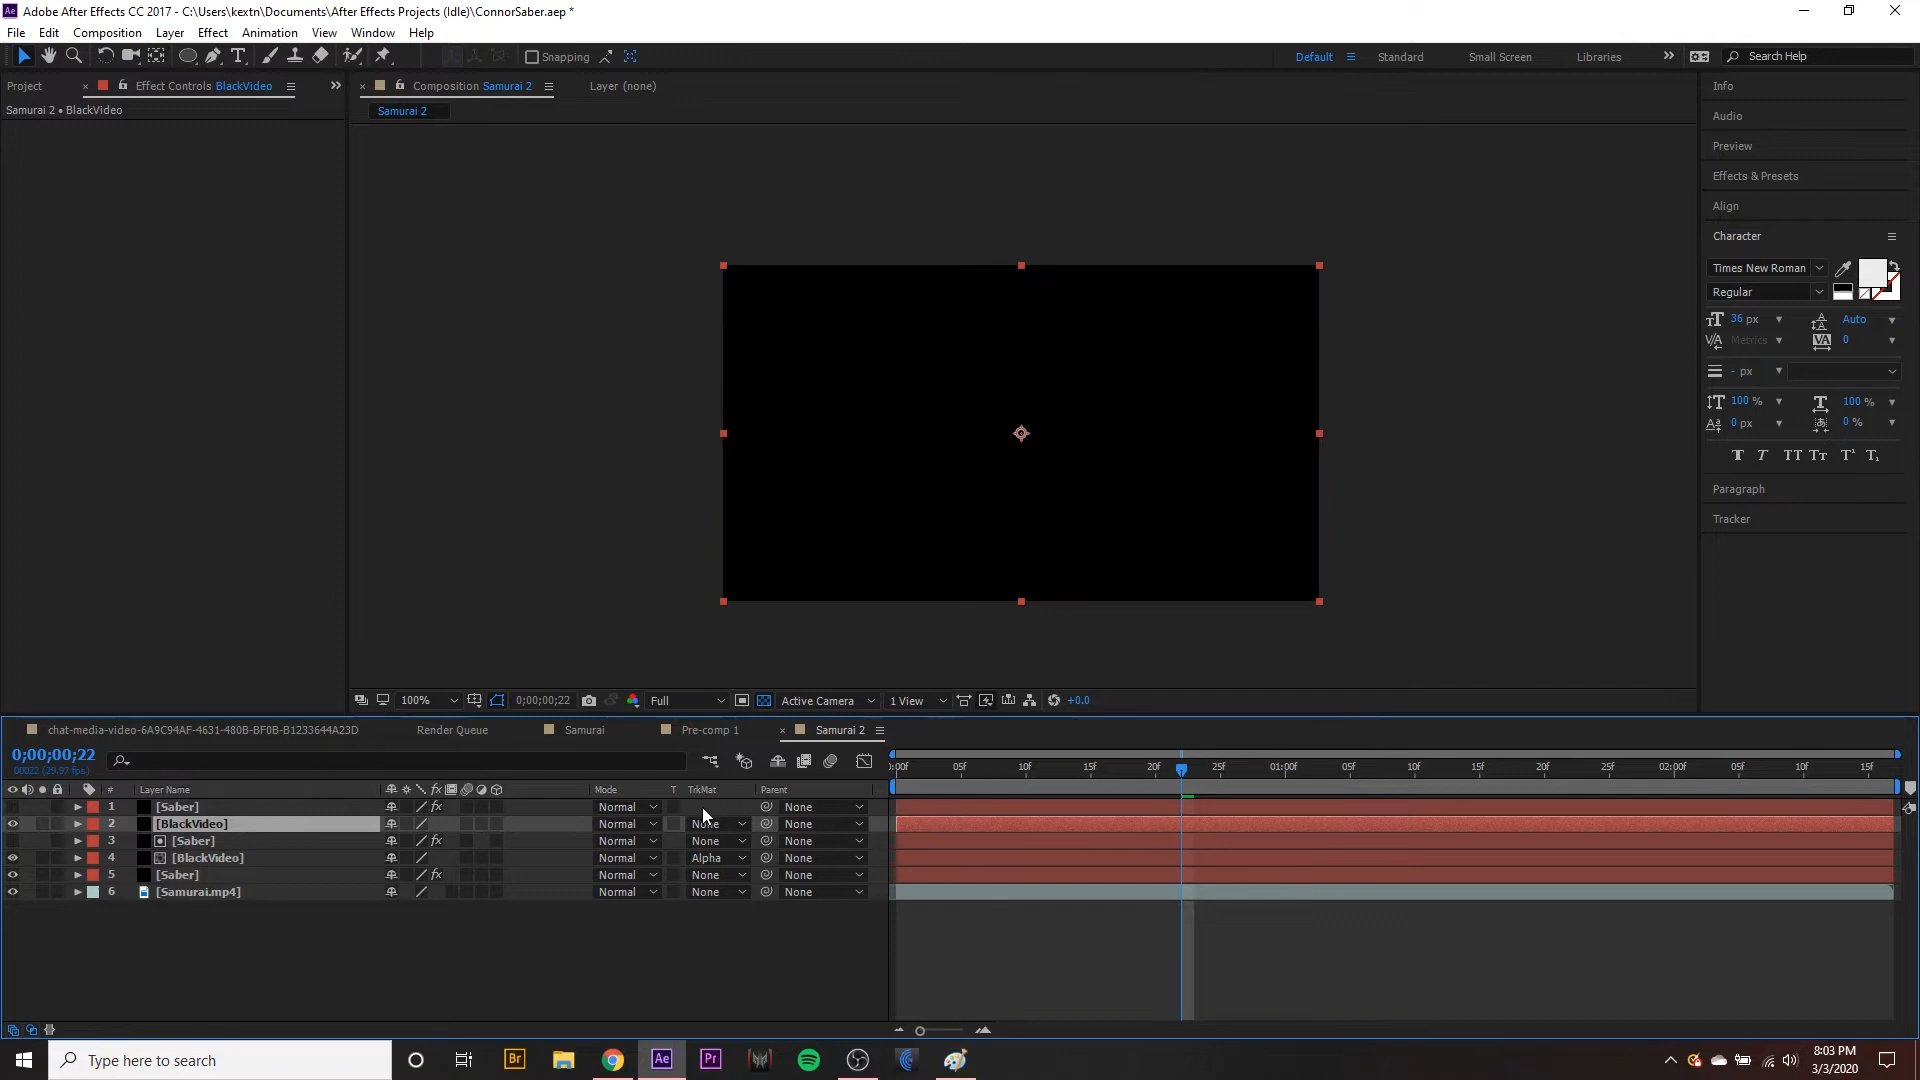 Adobe After Effects CC 2017 - C:\Users\kextn\Documents\After Effects Projects (Idle)\ConnorSaber.aep *
File Edit Composition Layer Effect Animation View Window Help
Snapping Default Standard Small Screen Libraries Search Help
Project Effect Controls BlackVideo Composition Samurai 2 Layer (none) Info
Samurai 2 • BlackVideo Samurai 2
Audio
Preview
Effects & Presets
Align
Character
Times New Roman
Regular
36 px Auto
Metrics 0
- px
100 % 100 %
0 px 0 %
Paragraph
Tracker
100% 0;00;00;22 Full Active Camera 1 View +0.0
chat-media-video-6A9C94AF-4631-480B-BF0B-B1233644A23D Render Queue Samurai Pre-comp 1 Samurai 2
0;00;00;22
00022 (29.97 fps)
:00f 05f 10f 15f 20f 25f 01:00f 05f 10f 15f 20f 25f 02:00f 05f 10f 15f
# Layer Name Mode T TrkMat Parent
1 [Saber] Normal None
2 [BlackVideo] Normal None None
3 [Saber] Normal None None
4 [BlackVideo] Normal Alpha None
5 [Saber] Normal None None
6 [Samurai.mp4] Normal None None
Type here to search Br Ae Pr 8:03 PM
3/3/2020